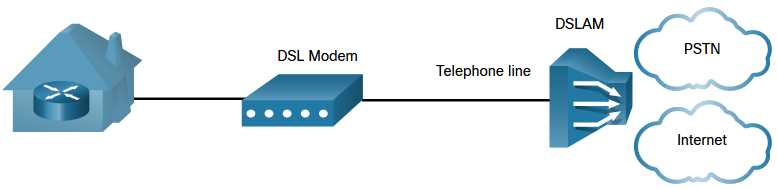 DSL Modem
Telephone line
DSLAM
PSTN
Internet